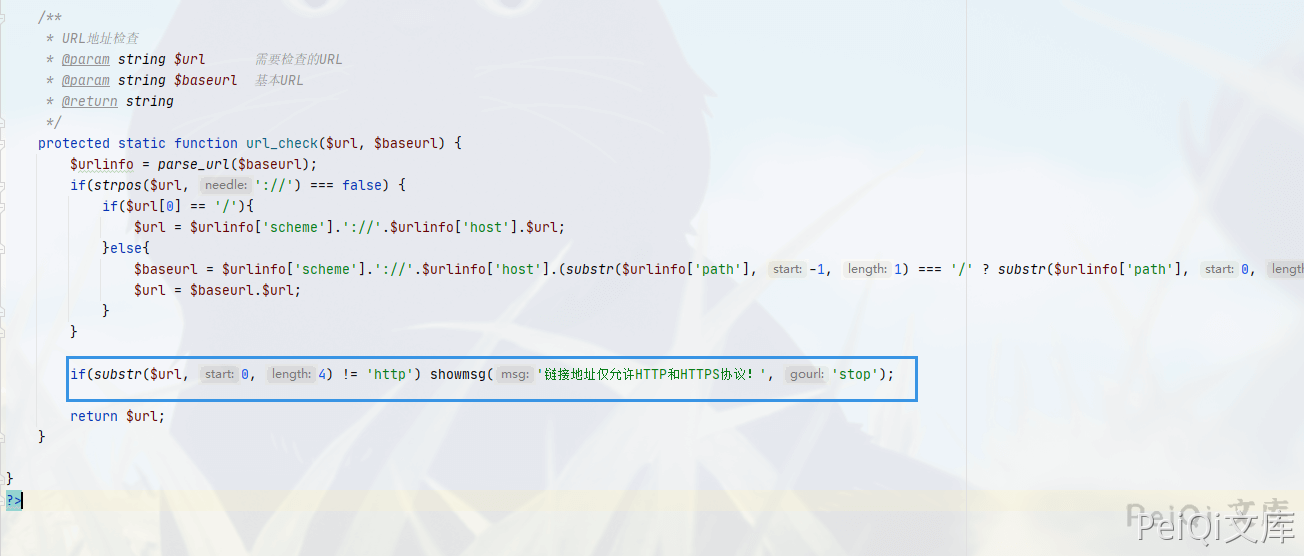 /**
 * URL地址检查
 * @param string $url 需要检查的URL
 * @param string $baseurl 基本URL
 * @return string
 */
protected static function url_check($url, $baseurl) {
    $urlinfo = parse_url($baseurl);
    if(strpos($url, needle: '://') === false) {
        if($url[0] == '/'){
            $url = $urlinfo['scheme'].'://'.$urlinfo['host'].$url;
        }else{
            $baseurl = $urlinfo['scheme'].'://'.$urlinfo['host'].(substr($urlinfo['path'], start: -1, length: 1) === '/' ? substr($urlinfo['path'], start: 0, length
            $url = $baseurl.$url;
        }
    }
    if(substr($url, start: 0, length: 4) != 'http') showmsg( msg: '链接地址仅允许HTTP和HTTPS协议！', gourl: 'stop');
    return $url;
}
}
?>
PeiQi 文库
PeiQi文库